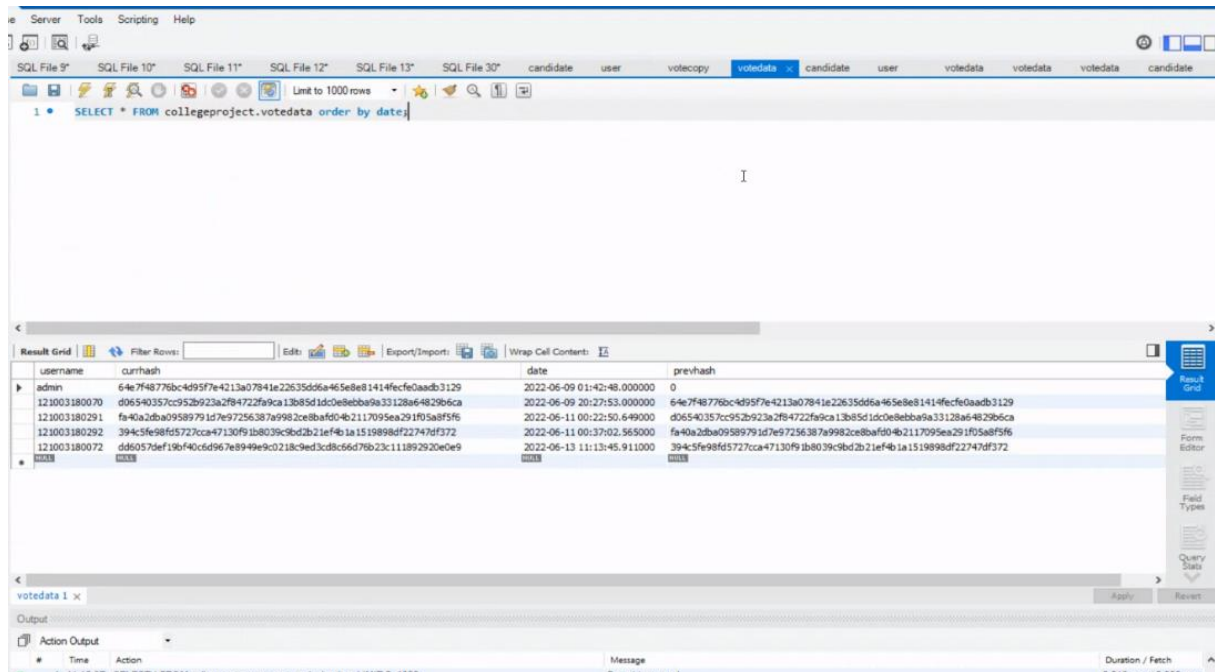 Server Tools Scripting Help
SQL File 9* SQL File 10* SQL File 11* SQL File 12* SQL File 13* SQL File 30* candidate user votecopy votedata candidate user votedata votedata votedata candidate
Limit to 1000 rows
1 SELECT * FROM collegeproject.votedata order by date;
Result Grid Filter Rows: Edit: Export/Import: Wrap Cell Content:
Result Grid
username currhash date prevhash
admin 64e7f48776bc4d95f7e4213a07841e22635dd6a465e8e81414fecfe0aadb3129 2022-06-09 01:42:48.000000 0
121003180070 d06540357cc952b923a2f84722fa9ca13b85d1dc0e8ebba9a33128a64829b6ca 2022-06-09 20:27:53.000000 64e7f48776bc4d95f7e4213a07841e22635dd6a465e8e81414fecfe0aadb3129
121003180291 fa40a2dba09589791d7e97256387a9982ce8bafd04b2117095ea291f05a8f5f6 2022-06-11 00:22:50.649000 d06540357cc952b923a2f84722fa9ca13b85d1dc0e8ebba9a33128a64829b6ca
121003180292 394c5fe98fd5727cca47130f91b8039c9bd2b21ef4b1a1519898df22747df372 2022-06-11 00:37:02.565000 fa40a2dba09589791d7e97256387a9982ce8bafd04b2117095ea291f05a8f5f6
121003180072 dd6057def19bf40c6d967e8949e9c0218c9ed3cd8c66d76b23c111892920e0e9 2022-06-13 11:13:45.911000 394c5fe98fd5727cca47130f91b8039c9bd2b21ef4b1a1519898df22747df372
NULL NULL NULL NULL
Form Editor
Field Types
Query Stats
votedata 1 Apply Revert
Output
Action Output
# Time Action Message Duration / Fetch